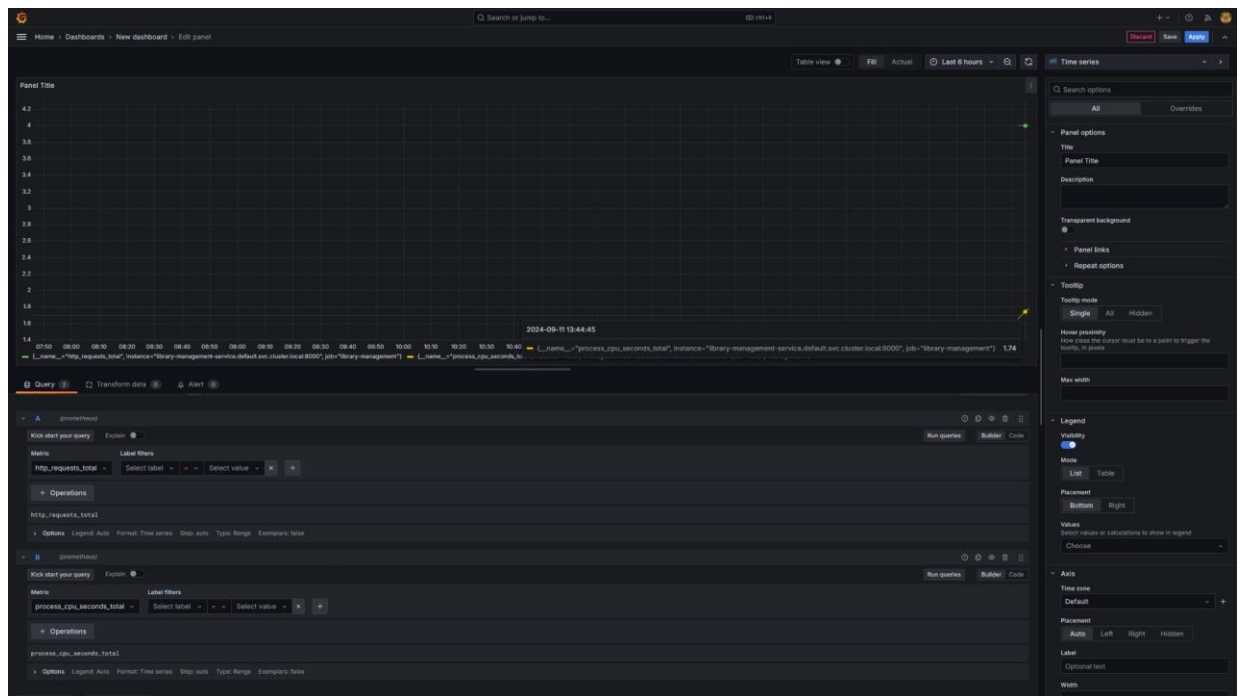 Search or jump to... ctrl+k
Home › Dashboards › New dashboard › Edit panel Discard Save Apply
Table view Fill Actual Last 6 hours
Time series
Panel Title
4.2
4
3.8
3.6
3.4
3.2
3
2.8
2.6
2.4
2.2
2
1.8
1.6
1.4
2024-09-11 13:44:45
{__name__="process_cpu_seconds_total", instance="library-management-service.default.svc.cluster.local:8000", job="library-management"} 1.74
07:50 08:00 08:10 08:20 08:30 08:40 08:50 09:00 09:10 09:20 09:30 09:40 09:50 10:00 10:10 10:20 10:30 10:40
{__name__="http_requests_total", instance="library-management-service.default.svc.cluster.local:8000", job="library-management"} {__name__="process_cpu_seconds_to
Query 2 Transform data 0 Alert 0
A (prometheus)
Kick start your query Explain Run queries Builder Code
Metric Label filters
http_requests_total Select label = Select value
+ Operations
http_requests_total
Options Legend: Auto Format: Time series Step: auto Type: Range Exemplars: false
B (prometheus)
Kick start your query Explain Run queries Builder Code
Metric Label filters
process_cpu_seconds_total Select label = Select value
+ Operations
process_cpu_seconds_total
Options Legend: Auto Format: Time series Step: auto Type: Range Exemplars: false
Search options
All Overrides
Panel options
Title
Panel Title
Description
Transparent background
Panel links
Repeat options
Tooltip
Tooltip mode
Single All Hidden
Hover proximity
How close the cursor must be to a point to trigger the
tooltip, in pixels
Max width
Legend
Visibility
Mode
List Table
Placement
Bottom Right
Values
Select values or calculations to show in legend
Choose
Axis
Time zone
Default
Placement
Auto Left Right Hidden
Label
Optional text
Width